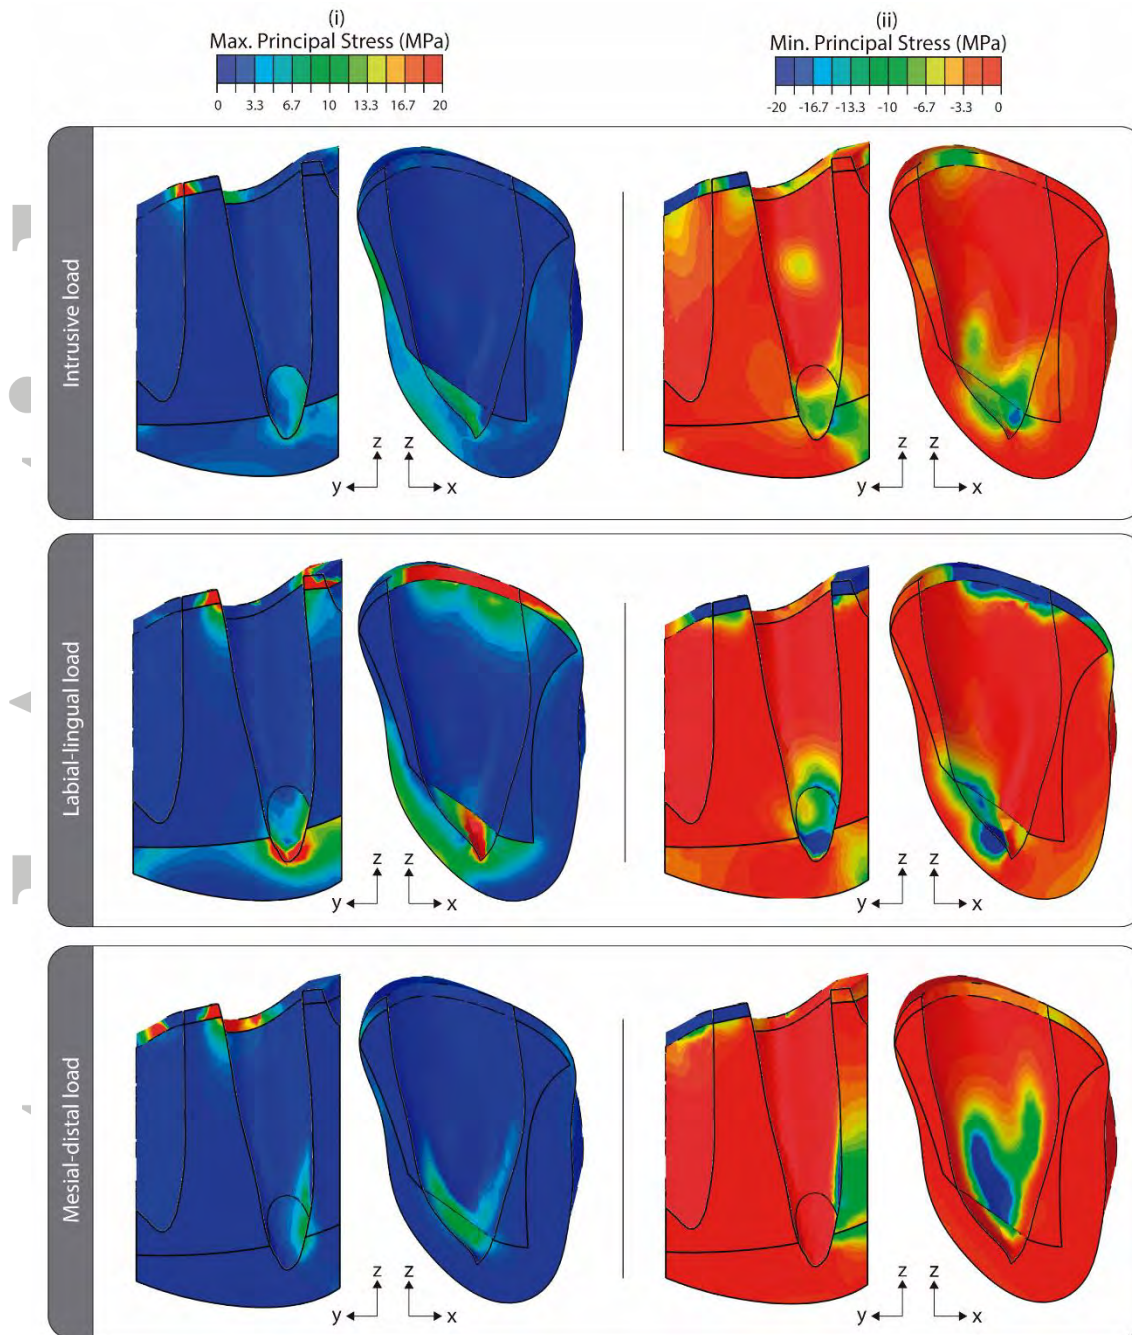 (i)
Max. Principal Stress (MPa)
0 3.3 6.7 10 13.3 16.7 20
(ii)
Min. Principal Stress (MPa)
-20 -16.7 -13.3 -10 -6.7 -3.3 0
Intrusive load
z z
y x
z z
y x
Labial-lingual load
z z
y x
z z
y x
Mesial-distal load
z z
y x
z z
y x